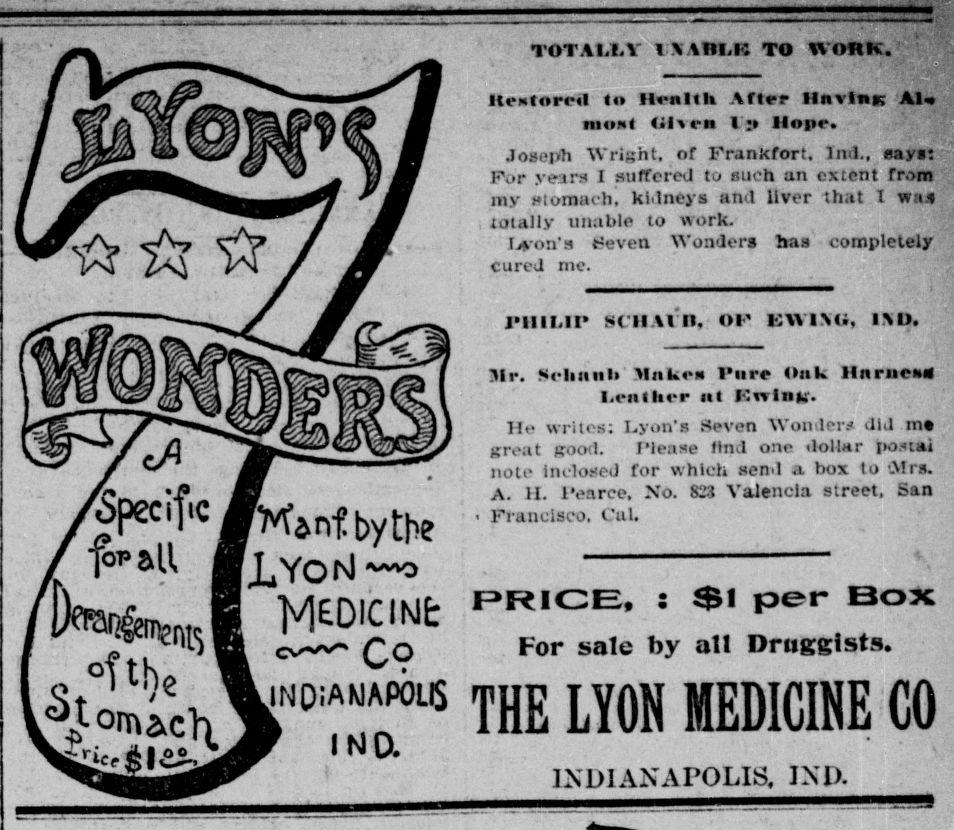 LYON'S
7
WONDERS
A
Specific
for all
Derangements
of the
Stomach
Price $1.00.
Manf. by the
LYON
MEDICINE
CO
INDiANAPOLIS
IND.
TOTALLY UNABLE TO WORK.
Restored to Health After Having Al-
most Given Up Hope.
Joseph Wright, of Frankfort, Ind., says:
For years I suffered to such an extent from
my stomach, kidneys and liver that I was
totally unable to work.
Lyon's Seven Wonders has completely
cured me.
PHILIP SCHAUB, OF EWING, IND.
Mr. Schaub Makes Pure Oak Harness
Leather at Ewing.
He writes: Lyon's Seven Wonders did me
great good. Please find one dollar postal
note inclosed for which send a box to Mrs.
A. H. Pearce, No. 823 Valencia street, San
Francisco, Cal.
PRICE, : $1 per Box
For sale by all Druggists.
THE LYON MEDICINE CO
INDIANAPOLIS, IND.